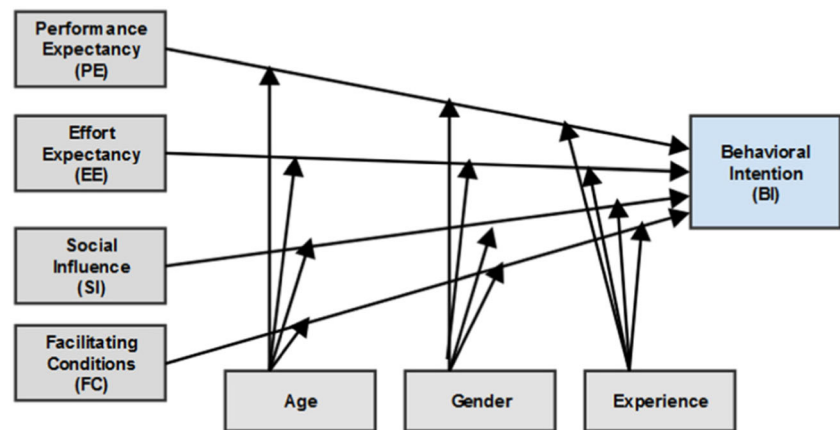 Performance
Expectancy
(PE)
Effort
Expectancy
(EE)
Social
Influence
(SI)
Facilitating
Conditions
(FC)
Behavioral
Intention
(BI)
Age
Gender
Experience